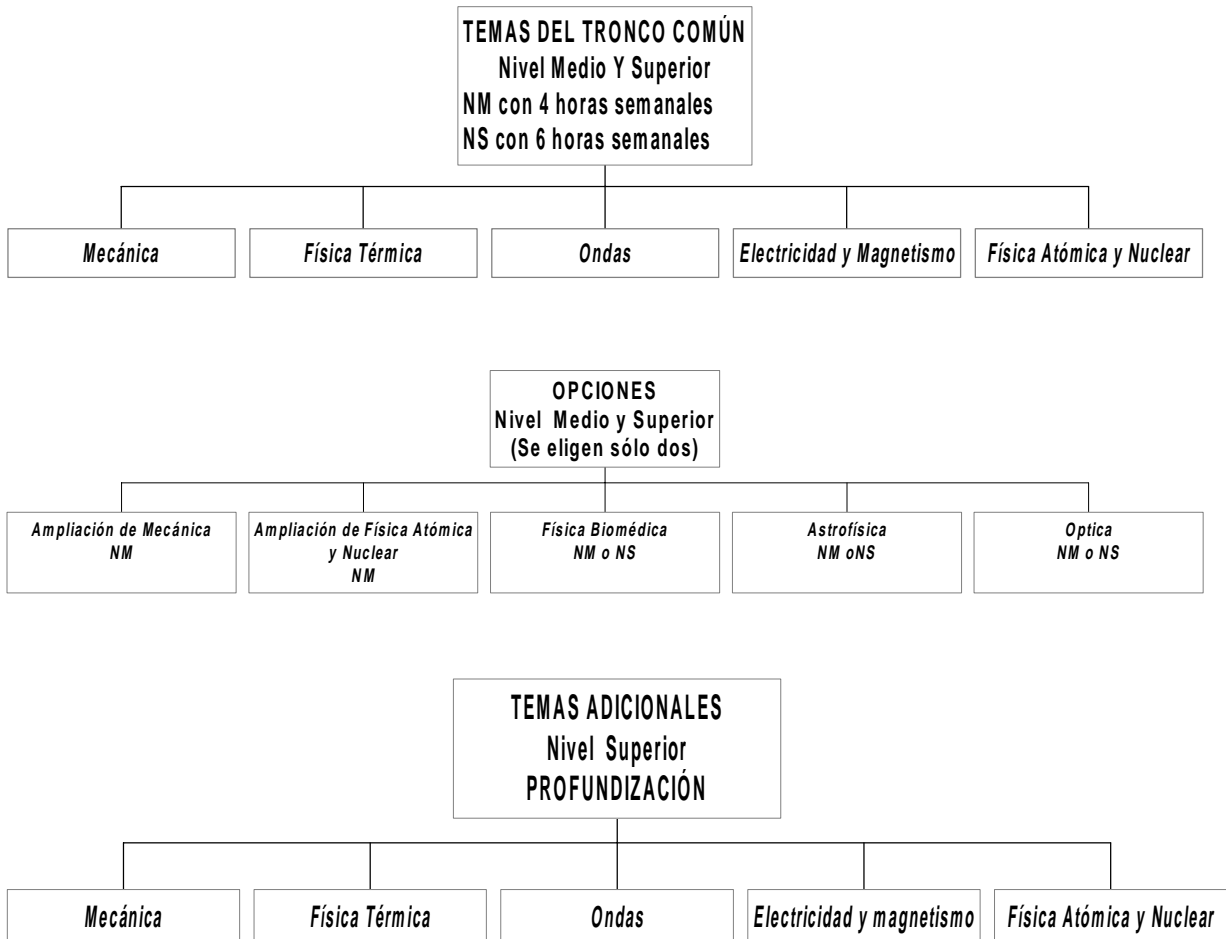 TEMAS DEL TRONCO COMÚN
Nivel Medio Y Superior
NM con 4 horas semanales
NS con 6 horas semanales
Mecánica
Física Térmica
Ondas
Electricidad y Magnetismo
Física Atómica y Nuclear
OPCIONES
Nivel Medio y Superior
(Se eligen sólo dos)
Ampliación de Mecánica
NM
Ampliación de Física Atómica
y Nuclear
NM
Física Biomédica
NM o NS
Astrofísica
NM oNS
Optica
NM o NS
TEMAS ADICIONALES
Nivel Superior
PROFUNDIZACIÓN
Mecánica
Física Térmica
Ondas
Electricidad y magnetismo
Física Atómica y Nuclear